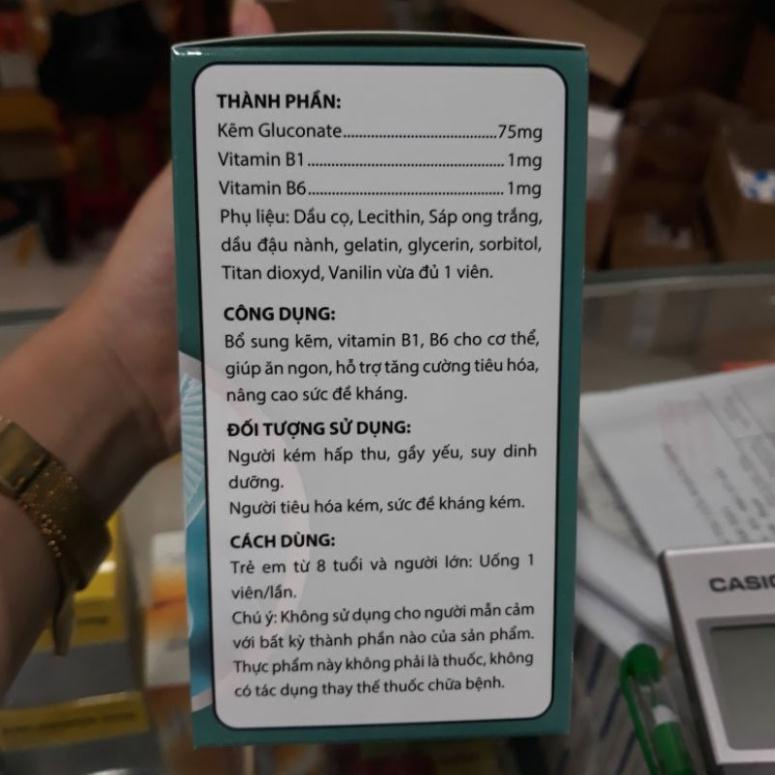 THÀNH PHẦN:
Kẽm Gluconate.....................................75mg
Vitamin B1............................................1mg
Vitamin B6............................................1mg
Phụ liệu: Dầu cọ, Lecithin, Sáp ong trắng,
dầu đậu nành, gelatin, glycerin, sorbitol,
Titan dioxyd, Vanilin vừa đủ 1 viên.
CÔNG DỤNG:
Bổ sung kẽm, vitamin B1, B6 cho cơ thể,
giúp ăn ngon, hỗ trợ tăng cường tiêu hóa,
nâng cao sức đề kháng.
ĐỐI TƯỢNG SỬ DỤNG:
Người kém hấp thu, gầy yếu, suy dinh
dưỡng.
Người tiêu hóa kém, sức đề kháng kém.
CÁCH DÙNG:
Trẻ em từ 8 tuổi và người lớn: Uống 1
viên/lần.
Chú ý: Không sử dụng cho người mẫn cảm
với bất kỳ thành phần nào của sản phẩm.
Thực phẩm này không phải là thuốc, không
có tác dụng thay thế thuốc chữa bệnh.
CASIO